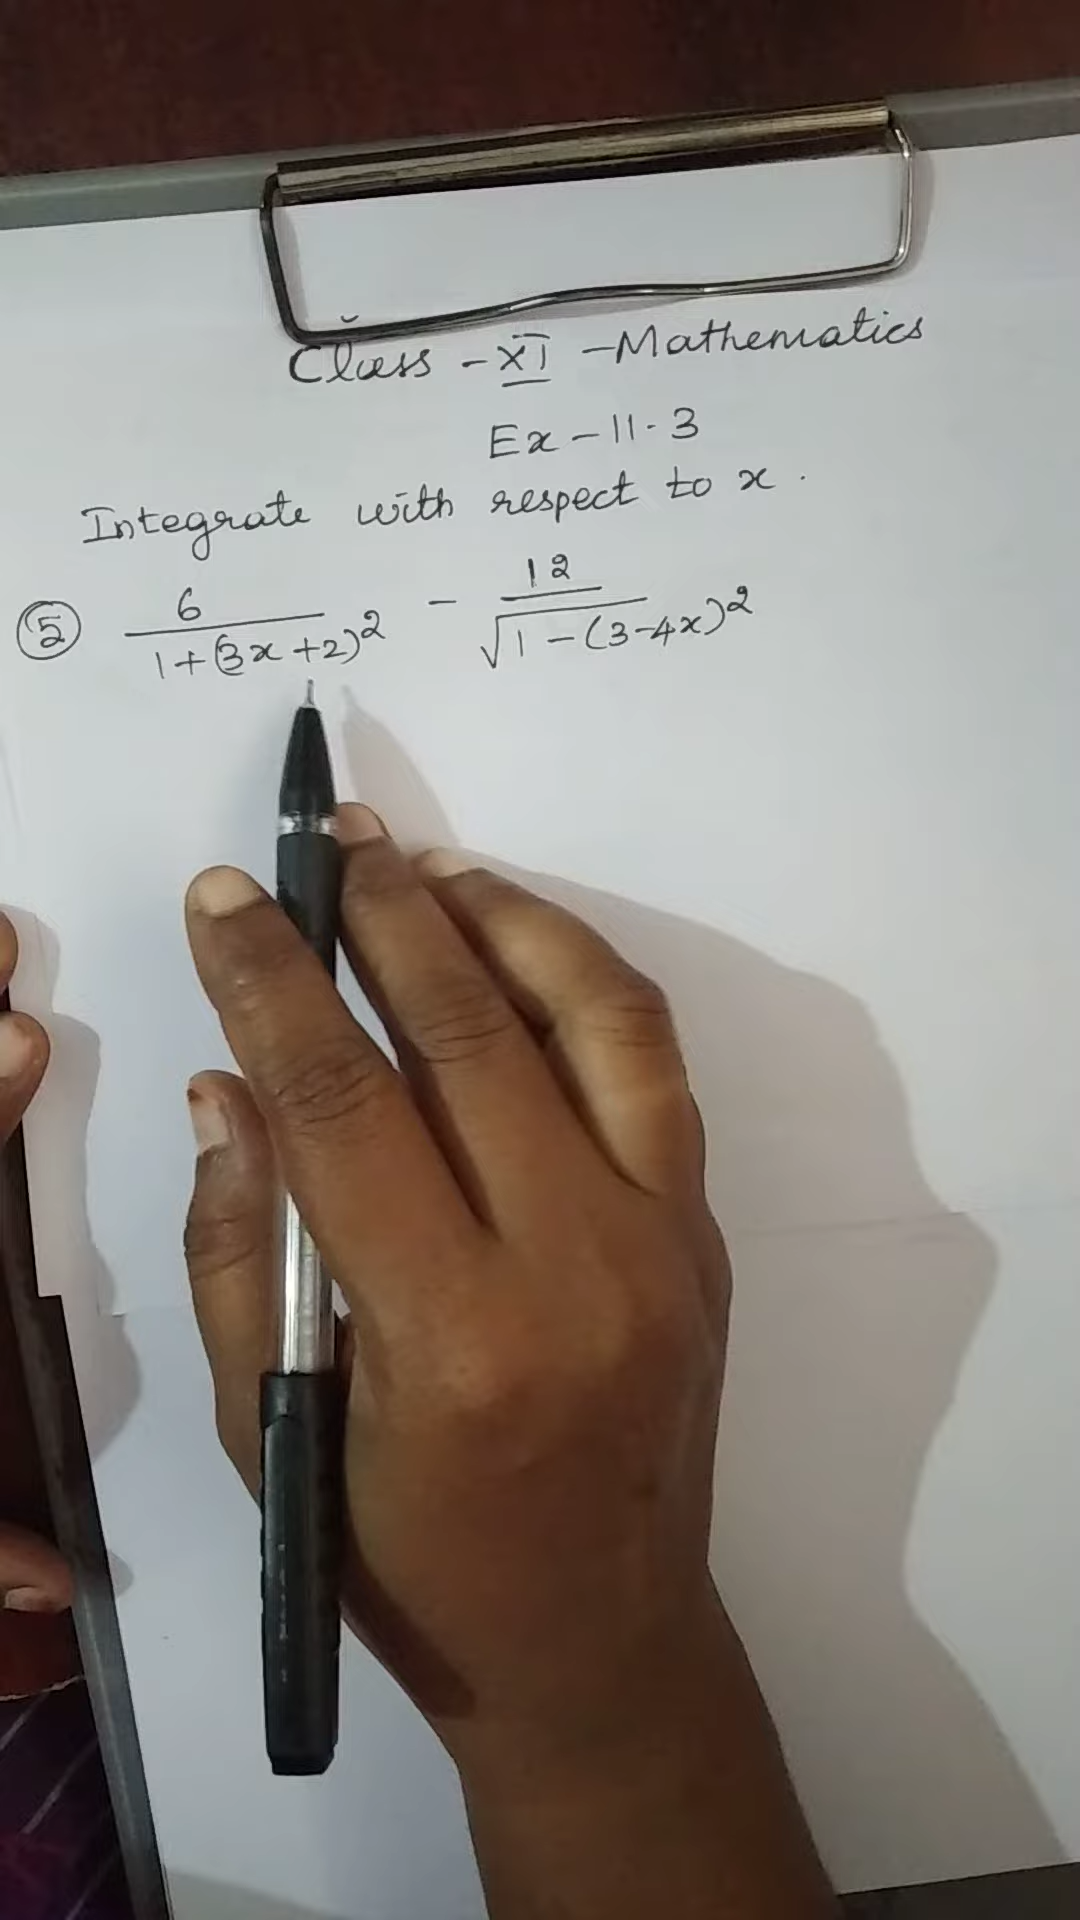 Class - XI - Mathematics
Ex - 11.3
Integrate with respect to x.
⑤ 6/(1+(3x+2)²) - 12/√(1-(3-4x)²)